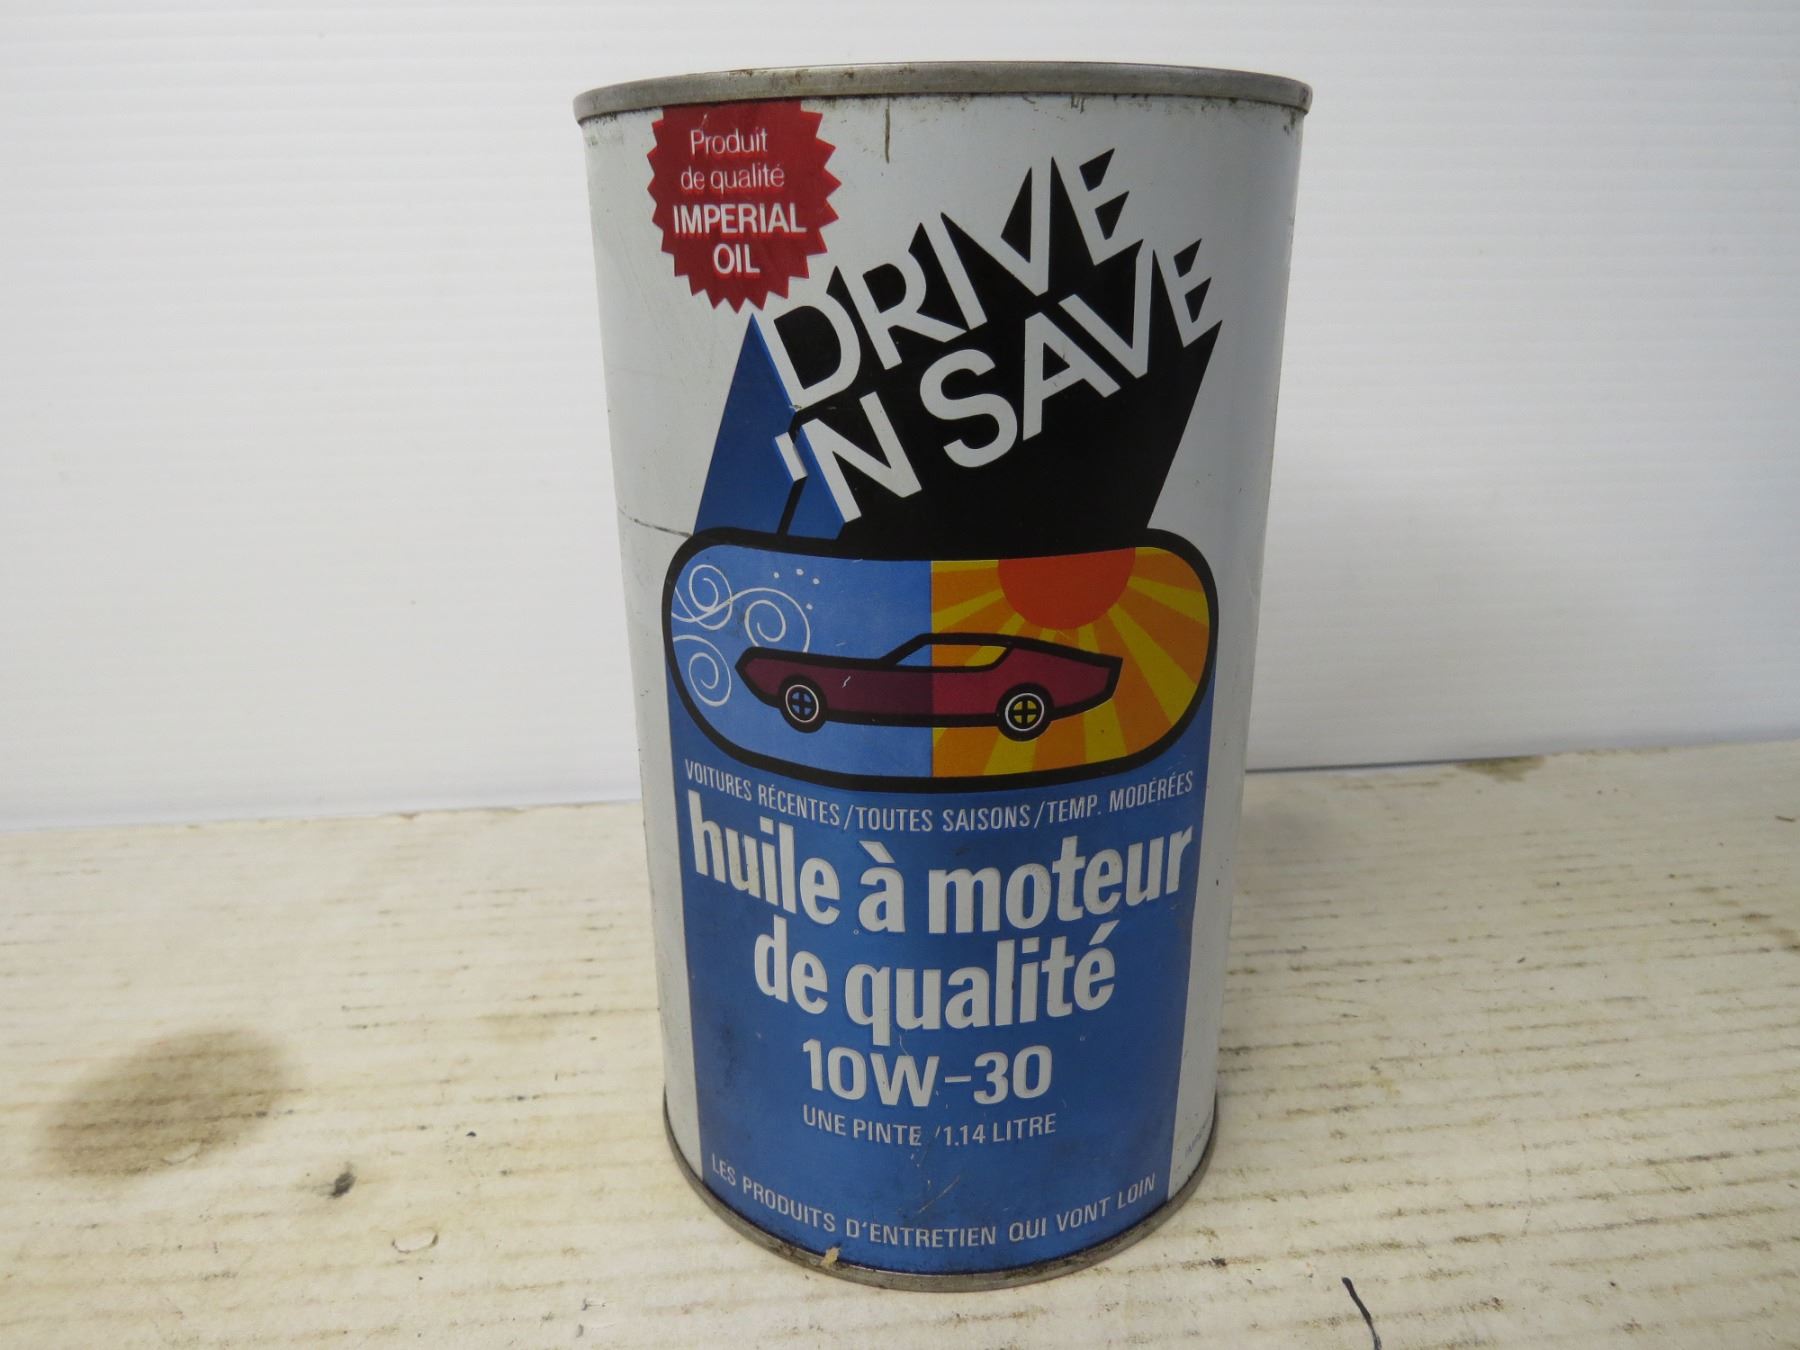 Produit
de qualité
IMPERIAL
OIL
DRIVE
'N SAVE
VOITURES RÉCENTES/TOUTES SAISONS/TEMP. MODÉRÉES
huile à moteur
de qualité
10W-30
UNE PINTE /1.14 LITRE
LES PRODUITS D'ENTRETIEN QUI VONT LOIN